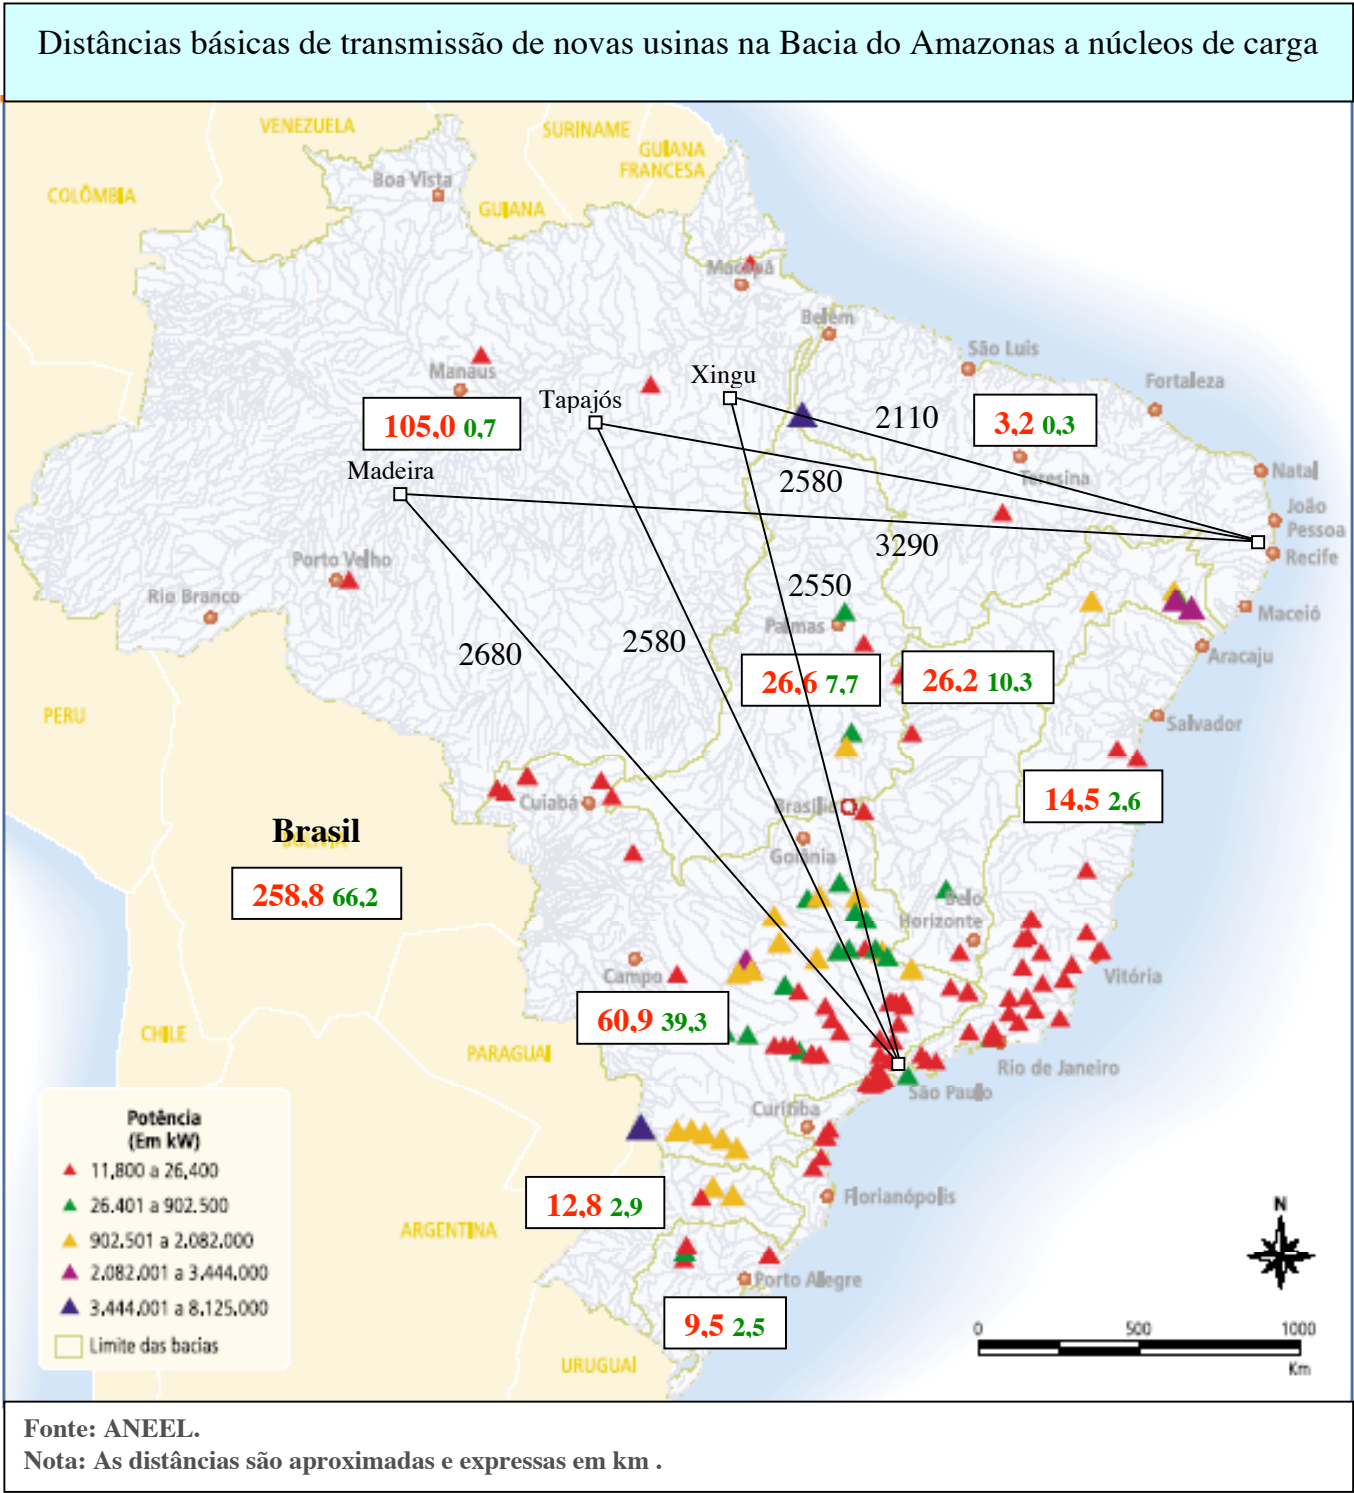 Distâncias básicas de transmissão de novas usinas na Bacia do Amazonas a núcleos de carga
VENEZUELA
SURINAME
GUIANA
FRANCESA
COLÔMBIA
Boa Vista
GUIANA
Macapá
Belém
São Luis
Manaus
Xingu
Fortaleza
Tapajós
105,0 0,7
2110
3,2 0,3
Madeira
2580
Teresina
Natal
João
Pessoa
3290
Recife
Porto Velho
Rio Branco
2550
Maceió
Palmas
2680
2580
Aracaju
26,6 7,7
26,2 10,3
PERU
Salvador
Cuiabá
Brasília
14,5 2,6
Brasil
BOLÍVIA
Goiânia
258,8 66,2
Belo
Horizonte
Campo
Vitória
60,9 39,3
CHILE
PARAGUAI
Rio de Janeiro
São Paulo
Curitiba
Potência
(Em kW)
11,800 a 26,400
26.401 a 902.500
902.501 a 2.082.000
2.082.001 a 3.444.000
3.444.001 a 8.125.000
Limite das bacias
12,8 2,9
Florianópolis
ARGENTINA
N
Porto Alegre
9,5 2,5
0 500 1000
Km
URUGUAI
Fonte: ANEEL.
Nota: As distâncias são aproximadas e expressas em km .